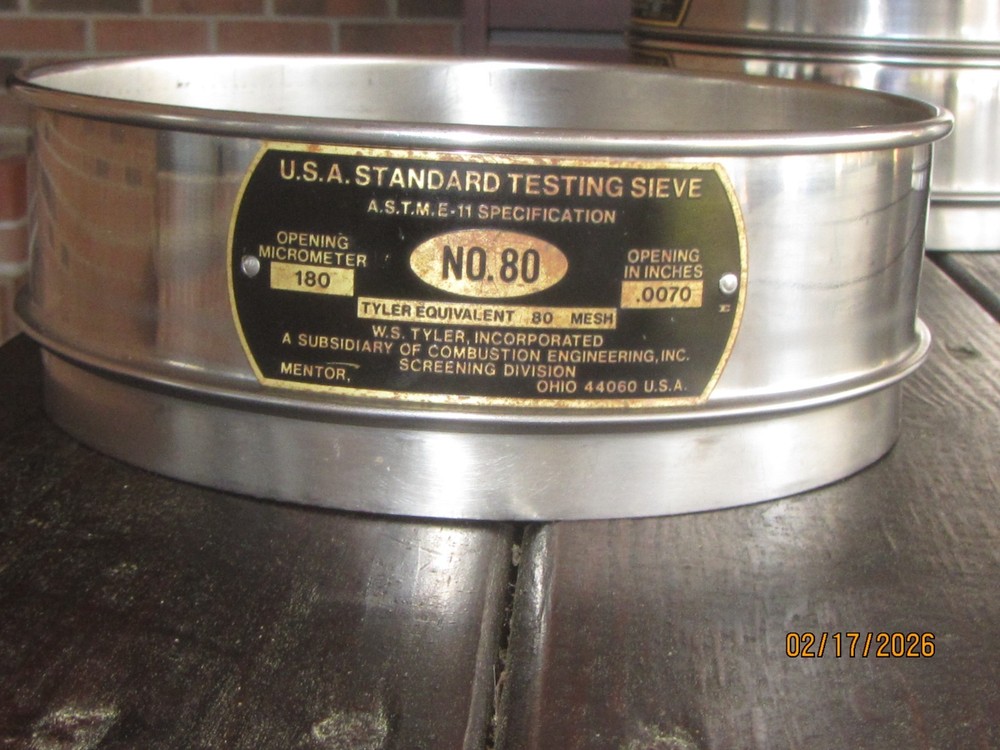 U.S.A. STANDARD TESTING SIEVE
A.S.T.M. E-11 SPECIFICATION
OPENING
MICROMETER
180
NO. 80
OPENING
IN INCHES
.0070
TYLER EQUIVALENT 80 MESH
W.S. TYLER, INCORPORATED
A SUBSIDIARY OF COMBUSTION ENGINEERING, INC.
SCREENING DIVISION
MENTOR,
OHIO 44060 U.S.A.
02/17/2026